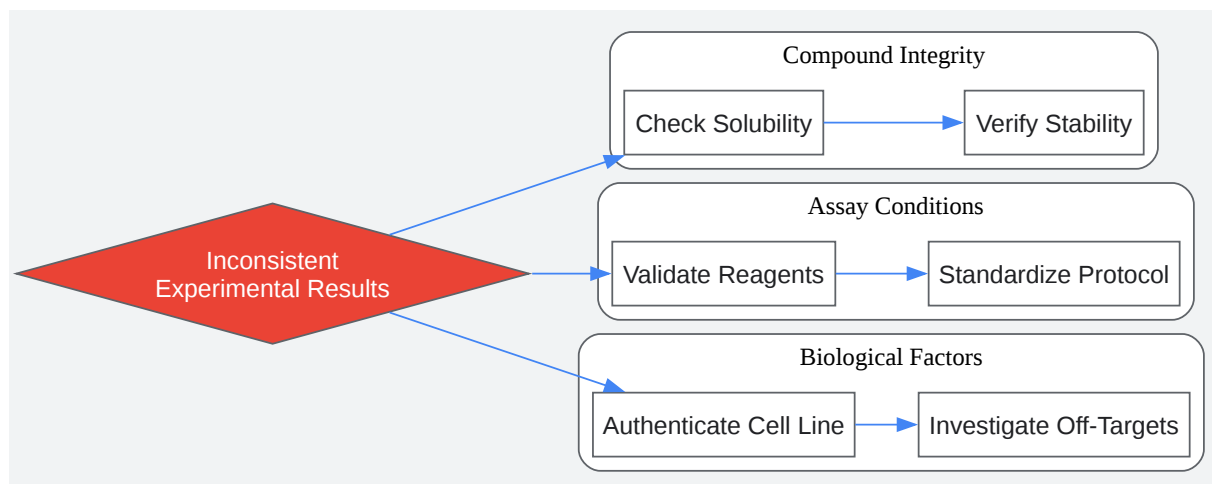 Compound Integrity
Check Solubility
Verify Stability
Assay Conditions
Inconsistent
Experimental Results
Validate Reagents
Standardize Protocol
Biological Factors
Authenticate Cell Line
Investigate Off-Targets